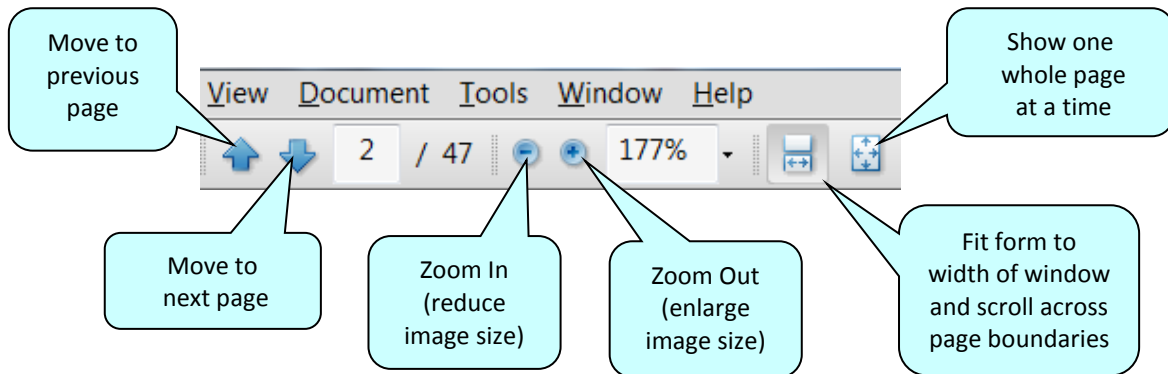 Move to
previous
page
Show one
whole page
at a time
View Document Tools Window Help
2 / 47 177%
Move to
next page
Zoom In
(reduce
image size)
Zoom Out
(enlarge
image size)
Fit form to
width of window
and scroll across
page boundaries